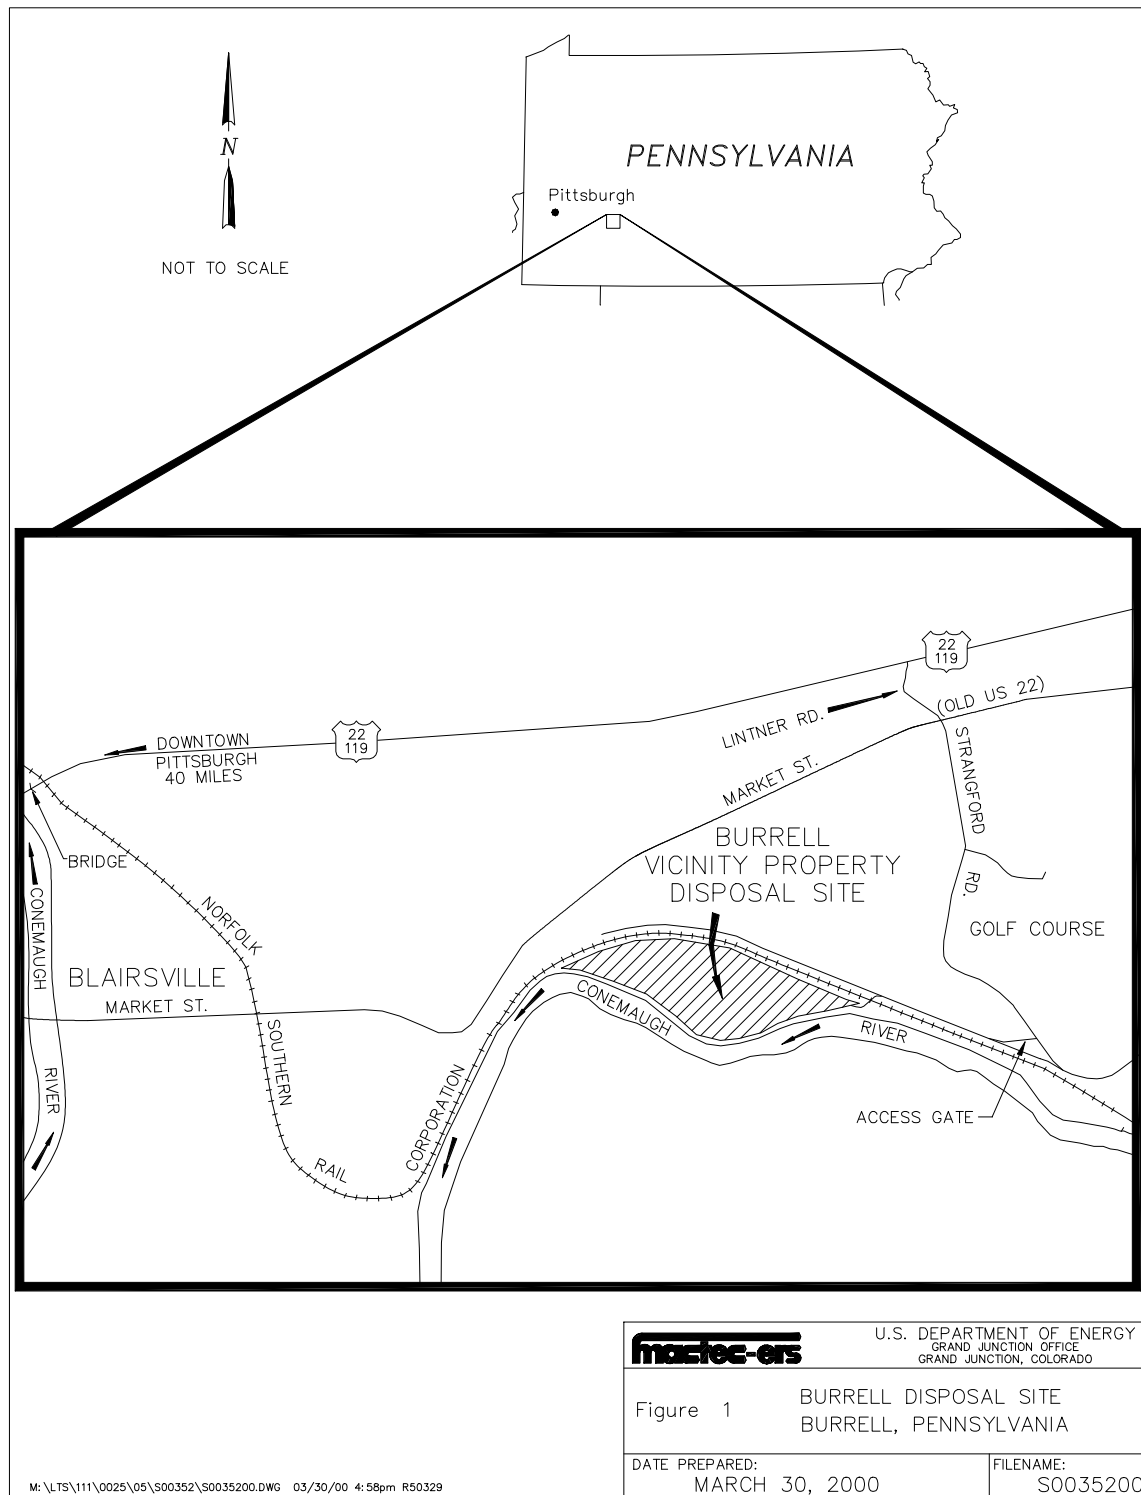 N
NOT TO SCALE
PENNSYLVANIA
Pittsburgh
22
119
(OLD US 22)
LINTNER RD.
22
119
DOWNTOWN
PITTSBURGH
40 MILES
STRANGFORD
RD.
MARKET ST.
BURRELL
VICINITY PROPERTY
DISPOSAL SITE
BRIDGE
CONEMAUGH
RIVER
NORFOLK
SOUTHERN
RAIL
CORPORATION
GOLF COURSE
BLAIRSVILLE
MARKET ST.
CONEMAUGH
RIVER
ACCESS GATE
mactec-ers
U.S. DEPARTMENT OF ENERGY
GRAND JUNCTION OFFICE
GRAND JUNCTION, COLORADO
Figure 1
BURRELL DISPOSAL SITE
BURRELL, PENNSYLVANIA
DATE PREPARED:
MARCH 30, 2000
FILENAME:
S0035200
M:\LTS\111\0025\05\S00352\S0035200.DWG 03/30/00 4:58pm R50329